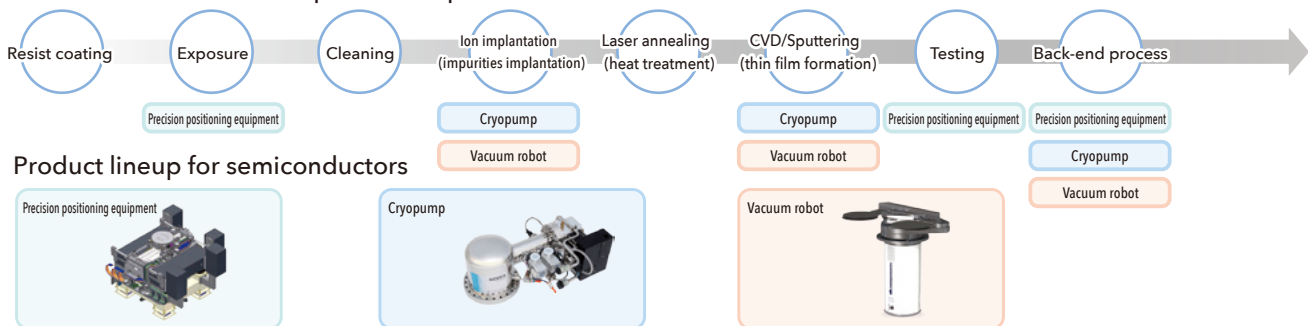 Resist coating
Exposure
Cleaning
Ion implantation
(impurities implantation)
Laser annealing
(heat treatment)
CVD/Sputtering
(thin film formation)
Testing
Back-end process
Precision positioning equipment
Cryopump
Vacuum robot
Cryopump
Vacuum robot
Precision positioning equipment
Precision positioning equipment
Cryopump
Vacuum robot
Product lineup for semiconductors
Precision positioning equipment
Cryopump
Vacuum robot